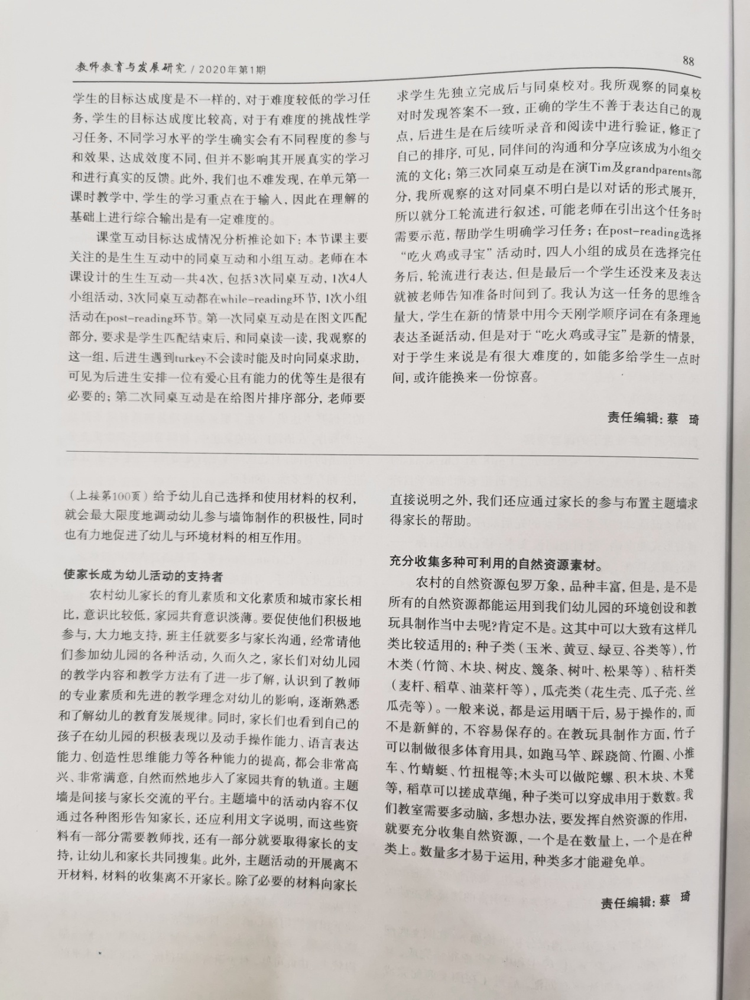 教师教育与发展研究 / 2020年第1期
88
学生的目标达成度是不一样的，对于难度较低的学习任
务，学生的目标达成度比较高，对于有难度的挑战性学
习任务，不同学习水平的学生确实会有不同程度的参与
和效果，达成效度不同，但并不影响其开展真实的学习
和进行真实的反馈。此外，我们也不难发现，在单元第一
课时教学中，学生的学习重点在于输入，因此在理解的
基础上进行综合输出是有一定难度的。
课堂互动目标达成情况分析推论如下：本节课主要
关注的是生生互动中的同桌互动和小组互动。老师在本
课设计的生生互动一共4次，包括3次同桌互动，1次4人
小组活动，3次同桌互动都在while-reading环节，1次小组
活动在post-reading环节。第一次同桌互动是在图文匹配
部分，要求是学生匹配结束后，和同桌读一读，我观察的
这一组，后进生遇到turkey不会读时能及时向同桌求助，
可见为后进生安排一位有爱心且有能力的优等生是很有
必要的；第二次同桌互动是在给图片排序部分，老师要
求学生先独立完成后与同桌校对。我所观察的同桌校
对时发现答案不一致，正确的学生不善于表达自己的观
点，后进生是在后续听录音和阅读中进行验证，修正了
自己的排序，可见，同伴间的沟通和分享应该成为小组交
流的文化；第三次同桌互动是在演Tim及grandparents部
分，我所观察的这对同桌不明白是以对话的形式展开，
所以就分工轮流进行叙述，可能老师在引出这个任务时
需要示范，帮助学生明确学习任务；在post-reading选择
“吃火鸡或寻宝”活动时，四人小组的成员在选择完任
务后，轮流进行表达，但是最后一个学生还没来及表达
就被老师告知准备时间到了。我认为这一任务的思维含
量大，学生在新的情景中用今天刚学顺序词在有条理地
表达圣诞活动，但是对于“吃火鸡或寻宝”是新的情景，
对于学生来说是有很大难度的，如能多给学生一点时
间，或许能换来一份惊喜。
责任编辑：蔡 琦
（上接第100页）给予幼儿自己选择和使用材料的权利，
就会最大限度地调动幼儿参与墙饰制作的积极性，同时
也有力地促进了幼儿与环境材料的相互作用。
使家长成为幼儿活动的支持者
农村幼儿家长的育儿素质和文化素质和城市家长相
比，意识比较低，家园共育意识淡薄。要促使他们积极地
参与，大力地支持，班主任就要多与家长沟通，经常请他
们参加幼儿园的各种活动，久而久之，家长们对幼儿园
的教学内容和教学方法有了进一步了解，认识到了教师
的专业素质和先进的教学理念对幼儿的影响，逐渐熟悉
和了解幼儿的教育发展规律。同时，家长们也看到自己的
孩子在幼儿园的积极表现以及动手操作能力、语言表达
能力、创造性思维能力等各种能力的提高，都会非常高
兴、非常满意，自然而然地步入了家园共育的轨道。主题
墙是间接与家长交流的平台。主题墙中的活动内容不仅
通过各种图形告知家长，还应利用文字说明，而这些资
料有一部分需要教师找，还有一部分就要取得家长的支
持，让幼儿和家长共同搜集。此外，主题活动的开展离不
开材料，材料的收集离不开家长。除了必要的材料向家长
直接说明之外，我们还应通过家长的参与布置主题墙求
得家长的帮助。
充分收集多种可利用的自然资源素材。
农村的自然资源包罗万象，品种丰富，但是，是不是
所有的自然资源都能运用到我们幼儿园的环境创设和教
玩具制作当中去呢?肯定不是。这其中可以大致有这样几
类比较适用的：种子类（玉米、黄豆、绿豆、谷类等），竹
木类（竹筒、木块、树皮、篾条、树叶、松果等）、秸秆类
（麦杆、稻草、油菜杆等），瓜壳类（花生壳、瓜子壳、丝
瓜壳等）。一般来说，都是运用晒干后，易于操作的，而
不是新鲜的，不容易保存的。在教玩具制作方面，竹子
可以制做很多体育用具，如跑马竿、踩跷筒、竹圈、小推
车、竹蜻蜓、竹扭棍等;木头可以做陀螺、积木块、木凳
等，稻草可以搓成草绳，种子类可以穿成串用于数数。我
们教室需要多动脑，多想办法，要发挥自然资源的作用，
就要充分收集自然资源，一个是在数量上，一个是在种
类上。数量多才易于运用，种类多才能避免单。
责任编辑：蔡 琦